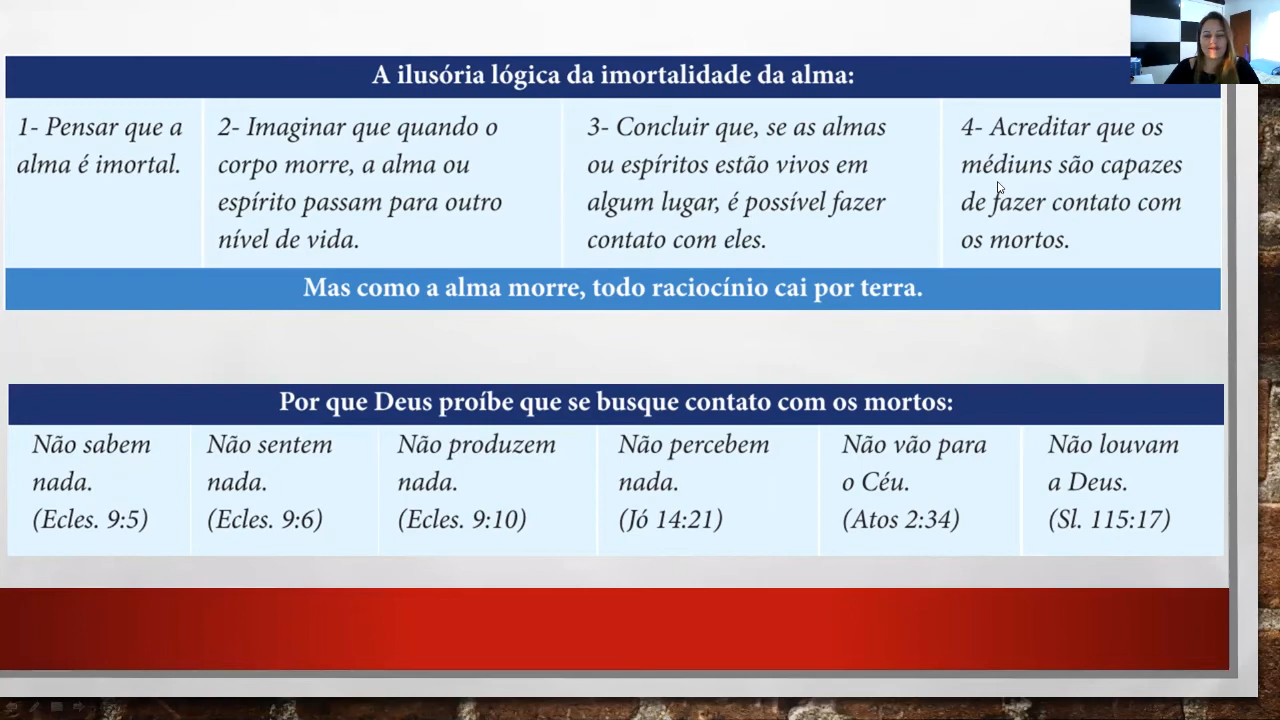 A ilusória lógica da imortalidade da alma:
1- Pensar que a
alma é imortal.
2- Imaginar que quando o
corpo morre, a alma ou
espírito passam para outro
nível de vida.
3- Concluir que, se as almas
ou espíritos estão vivos em
algum lugar, é possível fazer
contato com eles.
4- Acreditar que os
médiuns são capazes
de fazer contato com
os mortos.
Mas como a alma morre, todo raciocínio cai por terra.
Por que Deus proíbe que se busque contato com os mortos:
Não sabem
nada.
(Ecles. 9:5)
Não sentem
nada.
(Ecles. 9:6)
Não produzem
nada.
(Ecles. 9:10)
Não percebem
nada.
(Jó 14:21)
Não vão para
o Céu.
(Atos 2:34)
Não louvam
a Deus.
(Sl. 115:17)